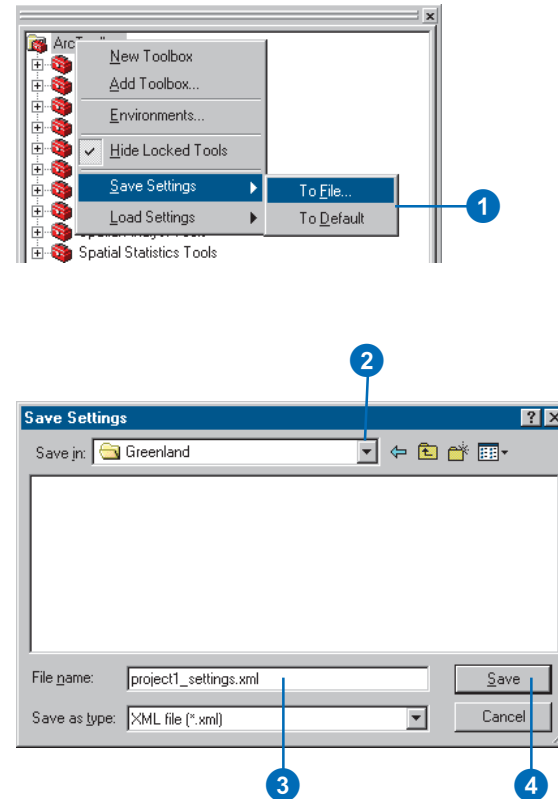 Arc
New Toolbox
Add Toolbox...
Environments...
Hide Locked Tools
Save Settings
To File...
1
Load Settings
To Default
Spatial Statistics Tools
2
Save Settings
Save in:
Greenland
File name:
project1_settings.xml
Save
Save as type:
XML file (*.xml)
Cancel
3
4